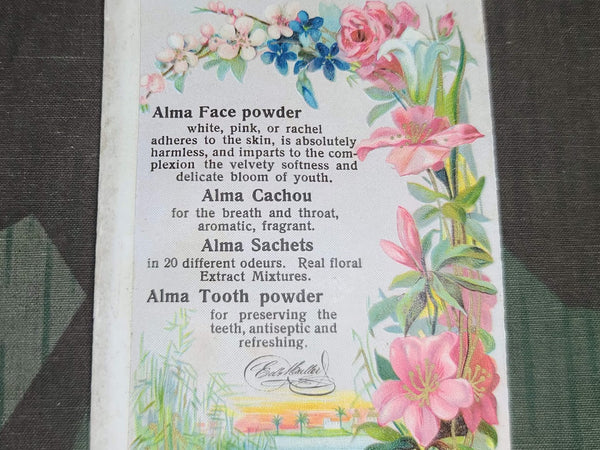 Alma Face powder
white, pink, or rachel
adheres to the skin, is absolutely
harmless, and imparts to the com-
plexion the velvety softness and
delicate bloom of youth.
Alma Cachou
for the breath and throat,
aromatic, fragrant.
Alma Sachets
in 20 different odeurs. Real floral
Extract Mixtures.
Alma Tooth powder
for preserving the
teeth, antiseptic and
refreshing.